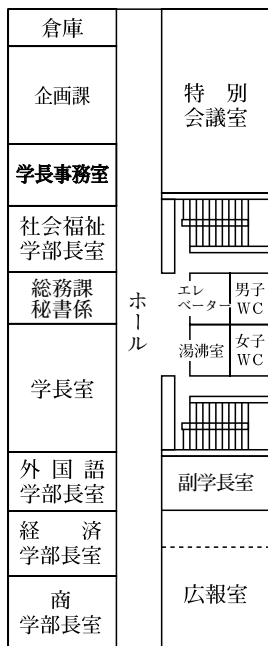 倉庫
企画課
学長事務室
社会福祉
学部長室
総務課
秘書係
学長室
外国語
学部長室
経済
学部長室
商
学部長室
ホール
特別
会議室
エレ
ベーター
男子
WC
湯沸室
女子
WC
副学長室
広報室